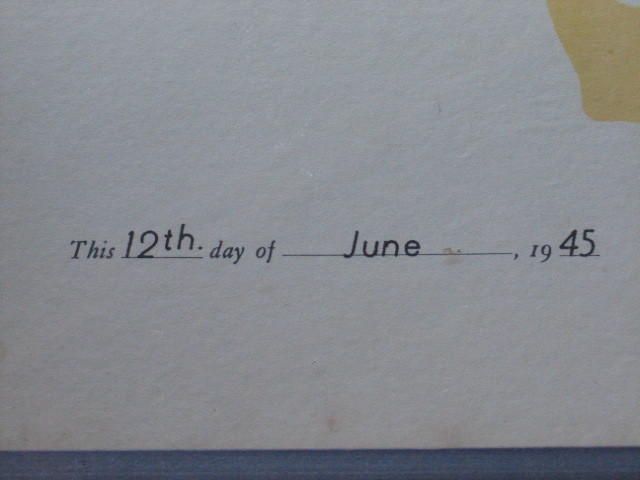 This 12th. day of June, 1945